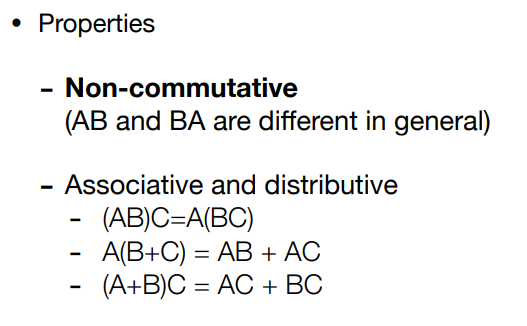 • Properties
- Non-commutative
(AB and BA are different in general)
- Associative and distributive
- (AB)C=A(BC)
- A(B+C) = AB + AC
- (A+B)C = AC + BC